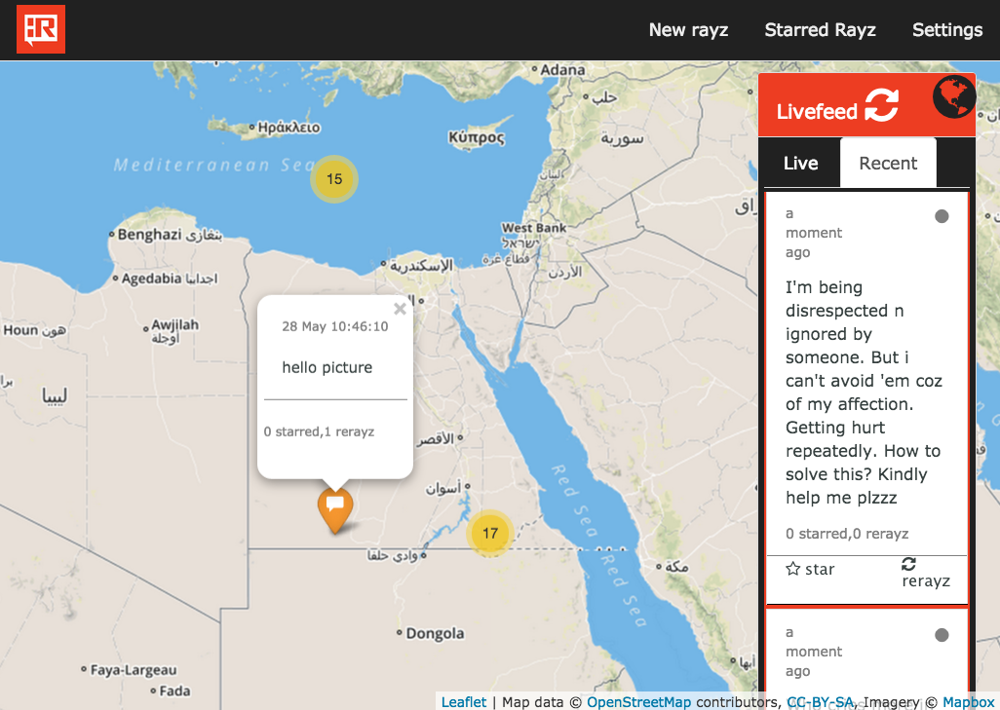 R
New rayz
Starred Rayz
Settings
Adana
حلب
Ηράκλειο
Κύπρος
سورية
Livefeed
Mediterranean Sea
15
لبنان
Live
Recent
West Bank
ישראל
قطاع غزة
الأردن
Benghazi بنغازى
الإسكندرية
Agedabia اجدابيا
a
moment
ago
I'm being
disrespected n
ignored by
someone. But i
can't avoid 'em coz
of my affection.
Getting hurt
repeatedly. How to
solve this? Kindly
help me plzzz
0 starred,0 rerayz
star
rerayz
Houn هون
Awjilah
أوجلة
ليبيا
28 May 10:46:10
hello picture
0 starred,1 rerayz
الأقصر
أسوان
17
وادي حلفا
Red Sea
Red Sea
مكة
Dongola
أبها
Faya-Largeau
Fada
a
moment
ago
Leaflet | Map data © OpenStreetMap contributors, CC-BY-SA, Imagery © Mapbox